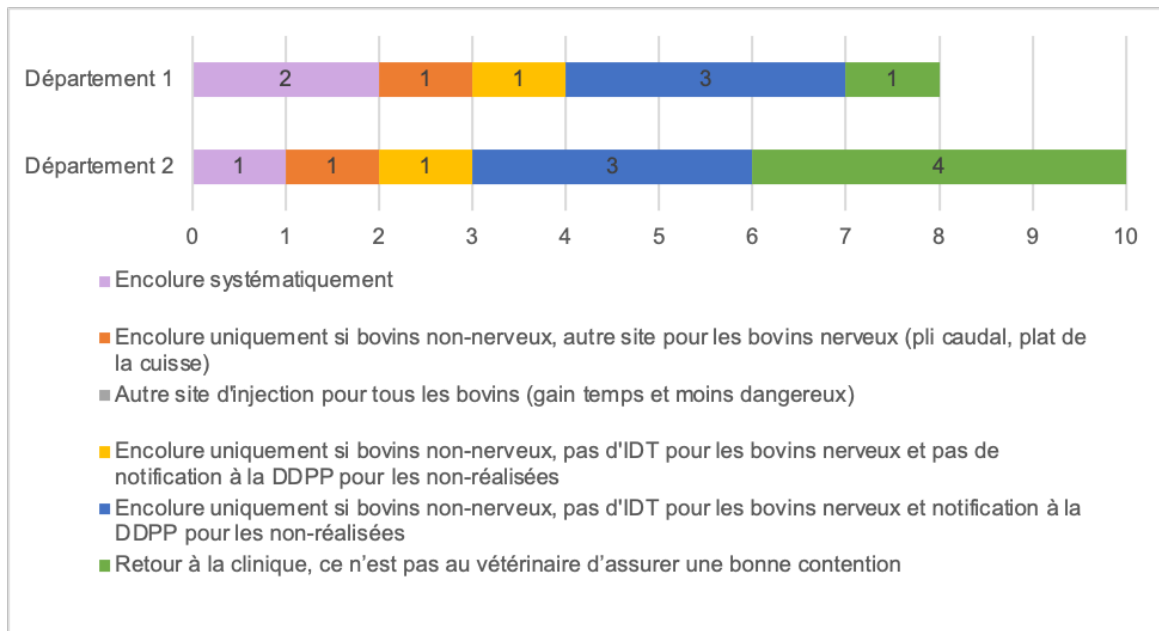 Département 1
2
1
1
3
1
Département 2
1
1
1
3
4
0 1 2 3 4 5 6 7 8 9 10
Encolure systématiquement
Encolure uniquement si bovins non-nerveux, autre site pour les bovins nerveux (pli caudal, plat de
la cuisse)
Autre site d'injection pour tous les bovins (gain temps et moins dangereux)
Encolure uniquement si bovins non-nerveux, pas d'IDT pour les bovins nerveux et pas de
notification à la DDPP pour les non-réalisées
Encolure uniquement si bovins non-nerveux, pas d'IDT pour les bovins nerveux et notification à la
DDPP pour les non-réalisées
Retour à la clinique, ce n’est pas au vétérinaire d’assurer une bonne contention